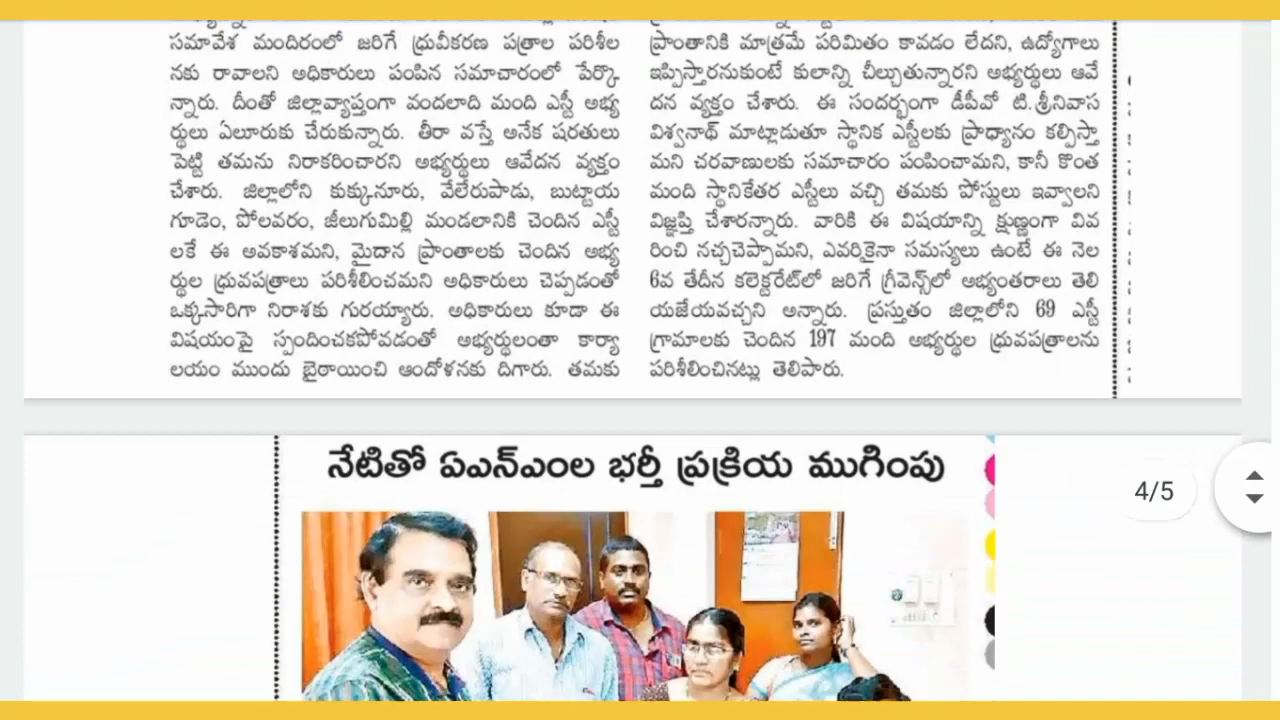 సమావేశ మందిరంలో జరిగే ధ్రువీకరణ పత్రాల పరిశీల
నకు రావాలని అధికారులు పంపిన సమాచారంలో పేర్కొ
న్నారు. దీంతో జిల్లావ్యాప్తంగా వందలాది మంది ఎస్టీ అభ్య
ర్థులు ఏలూరుకు చేరుకున్నారు. తీరా వస్తే అనేక షరతులు
పెట్టి తమను నిరాకరించారని అభ్యర్థులు ఆవేదన వ్యక్తం
చేశారు. జిల్లాలోని కుక్కునూరు, వేలేరుపాడు, బుట్టాయ
గూడెం, పోలవరం, జీలుగుమిల్లి మండలానికి చెందిన ఎస్టీ
లకే ఈ అవకాశమని, మైదాన ప్రాంతాలకు చెందిన అభ్య
ర్థుల ధ్రువపత్రాలు పరిశీలించమని అధికారులు చెప్పడంతో
ఒక్కసారిగా నిరాశకు గురయ్యారు. అధికారులు కూడా ఈ
విషయంపై స్పందించకపోవడంతో అభ్యర్థులంతా కార్యా
లయం ముందు బైఠాయించి ఆందోళనకు దిగారు. తమకు
ప్రాంతానికి మాత్రమే పరిమితం కావడం లేదని, ఉద్యోగాలు
ఇప్పిస్తారనుకుంటే కులాన్ని చీల్చుతున్నారని అభ్యర్థులు ఆవే
దన వ్యక్తం చేశారు. ఈ సందర్భంగా డీపీవో టి.శ్రీనివాస
విశ్వనాథ్ మాట్లాడుతూ స్థానిక ఎస్టీలకు ప్రాధ్యానం కల్పిస్తా
మని చరవాణులకు సమాచారం పంపించామని, కానీ కొంత
మంది స్థానికేతర ఎస్టీలు వచ్చి తమకు పోస్టులు ఇవ్వాలని
విజ్ఞప్తి చేశారన్నారు. వారికి ఈ విషయాన్ని క్షుణ్ణంగా వివ
రించి నచ్చచెప్పామని, ఎవరికైనా సమస్యలు ఉంటే ఈ నెల
6వ తేదీన కలెక్టరేట్‌లో జరిగే గ్రీవెన్స్‌లో అభ్యంతరాలు తెలి
యజేయవచ్చని అన్నారు. ప్రస్తుతం జిల్లాలోని 69 ఎస్టీ
గ్రామాలకు చెందిన 197 మంది అభ్యర్థుల ధ్రువపత్రాలను
పరిశీలించినట్లు తెలిపారు.
నేటితో ఏఎన్ఎంల భర్తీ ప్రక్రియ ముగింపు
4/5